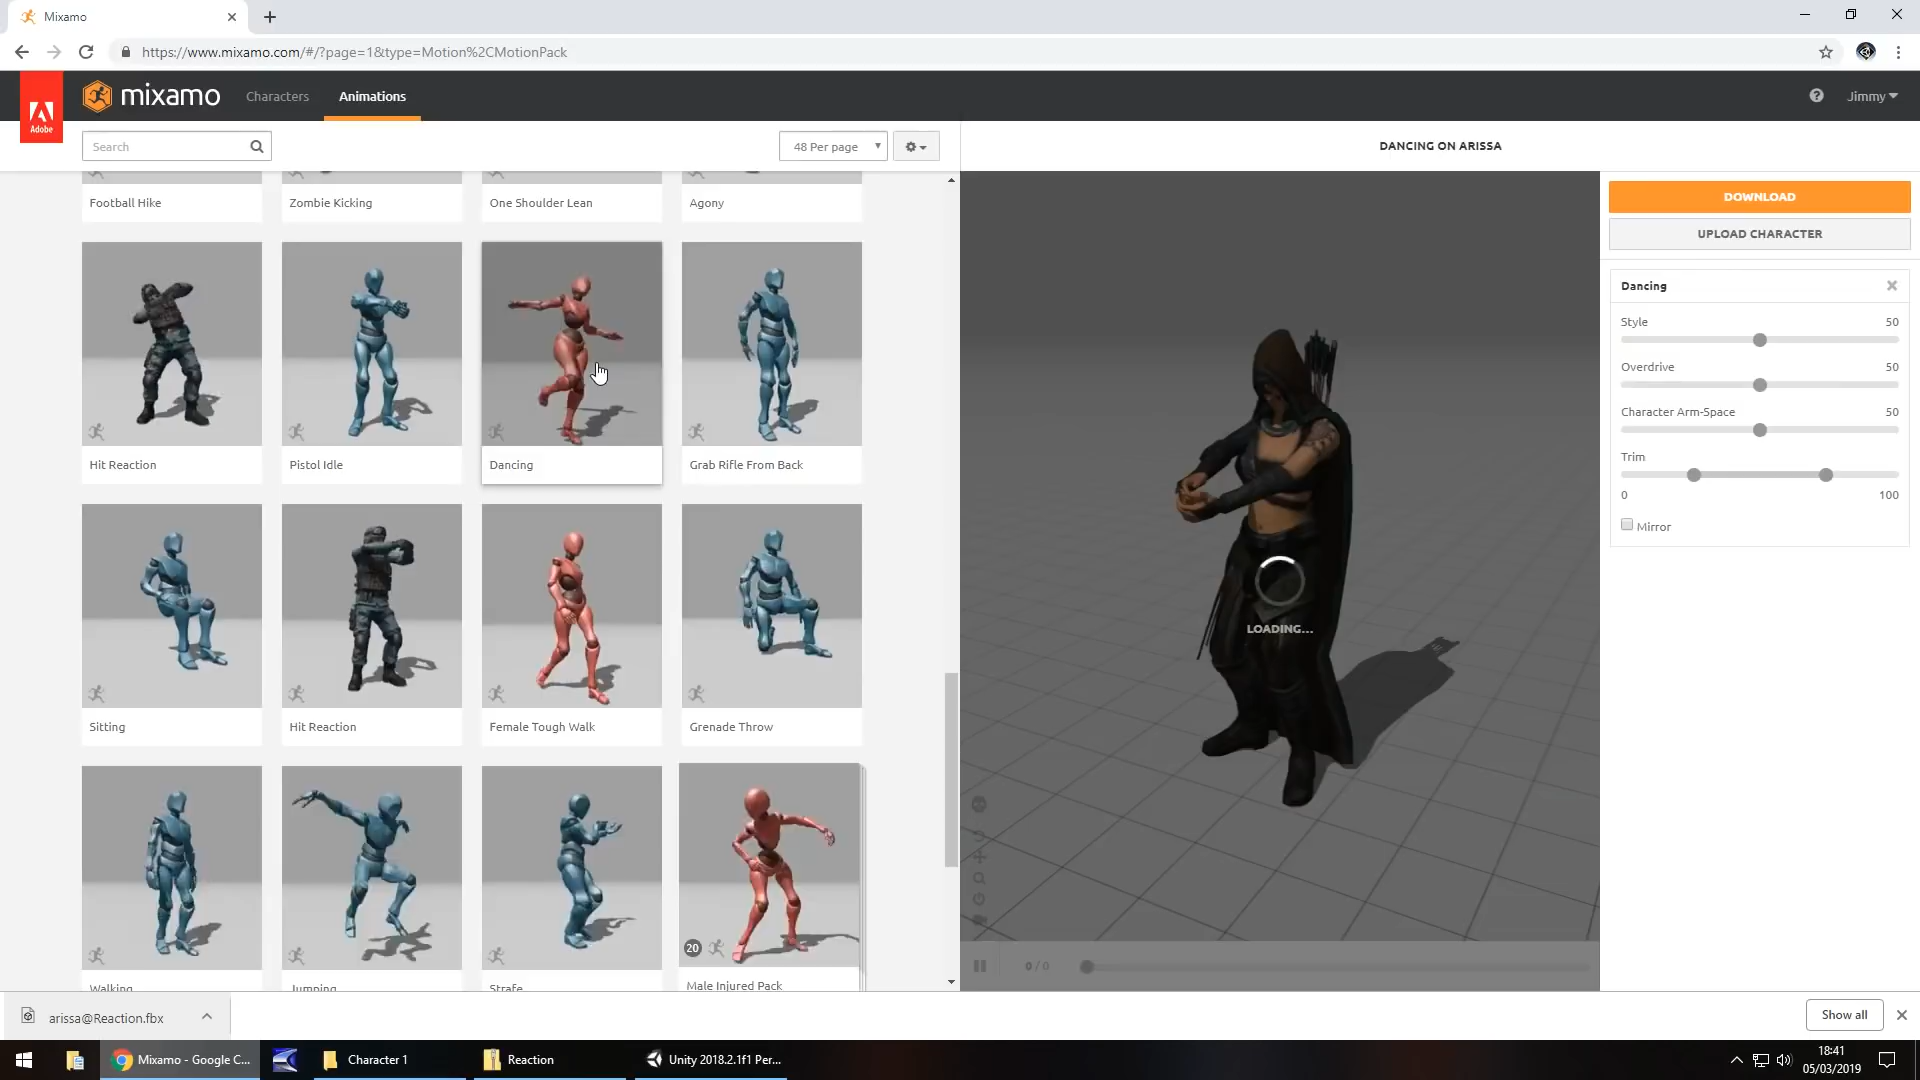 Mixamo
https://www.mixamo.com/#/?page=1&type=Motion%2CMotionPack
Adobe
mixamo
Characters
Animations
Jimmy
Search
48 Per page
DANCING ON ARISSA
Football Hike
Zombie Kicking
One Shoulder Lean
Agony
DOWNLOAD
UPLOAD CHARACTER
Dancing
Style 50
Overdrive 50
Character Arm-Space 50
Trim
0 100
Mirror
Hit Reaction
Pistol Idle
Dancing
Grab Rifle From Back
LOADING...
Sitting
Hit Reaction
Female Tough Walk
Grenade Throw
20
Walking
Jumping
Strafe
Male Injured Pack
0 / 0
arissa@Reaction.fbx
Show all
Mixamo - Google C...
Character 1
Reaction
Unity 2018.2.1f1 Per...
18:41
05/03/2019